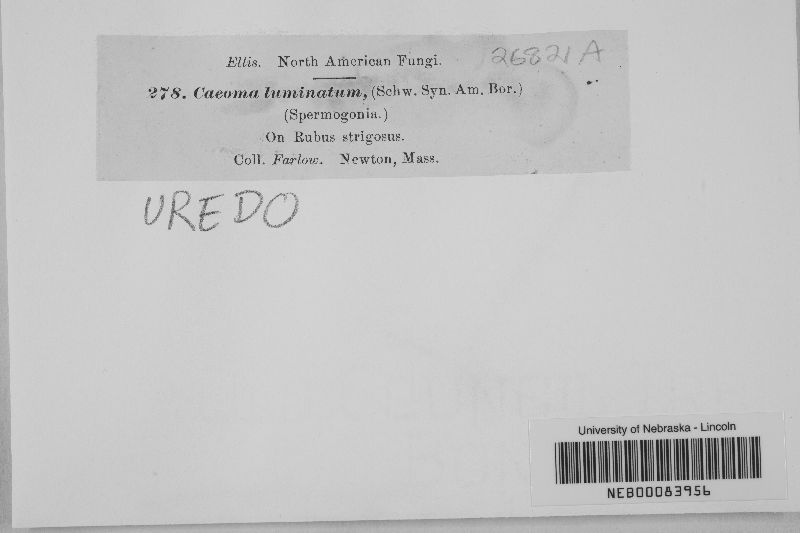 Ellis. North American Fungi.
26821 A
278. Caeoma luminatum, (Schw. Syn. Am. Bor.)
(Spermogonia.)
On Rubus strigosus.
Coll. Farlow. Newton, Mass.
UREDO
University of Nebraska - Lincoln
NEB00083956